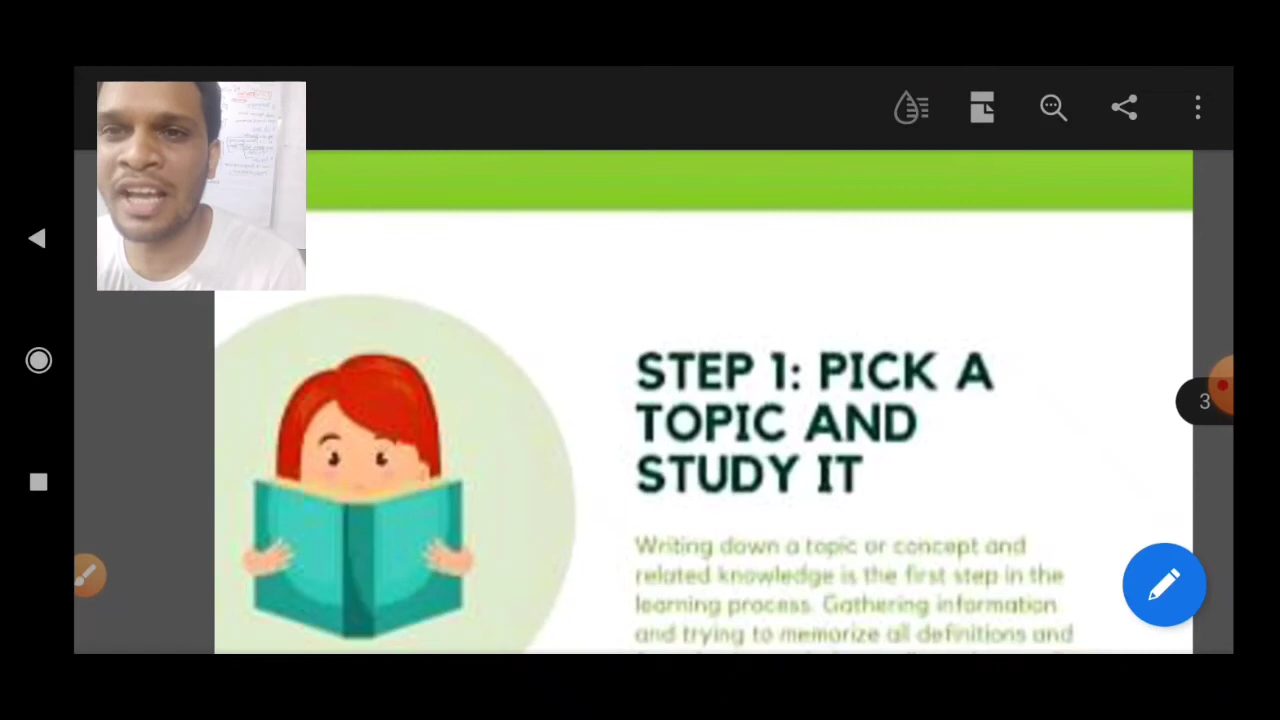 STEP 1: PICK A
TOPIC AND
STUDY IT
Writing down a topic or concept and
related knowledge is the first step in the
learning process. Gathering information
and trying to memorize all definitions and
3